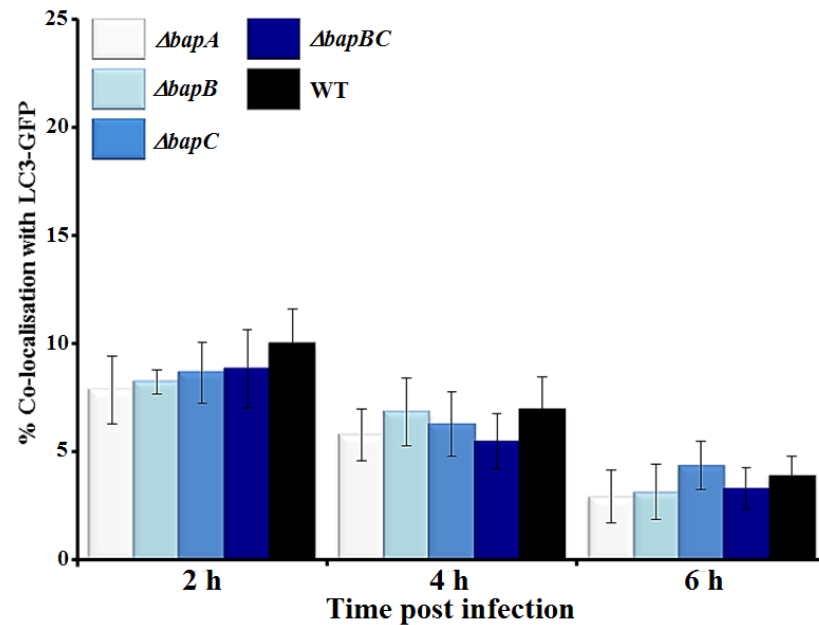 25
20
15
10
5
0
% Co-localisation with LC3-GFP
ΔbapA
ΔbapB
ΔbapC
ΔbapBC
WT
2 h
4 h
6 h
Time post infection